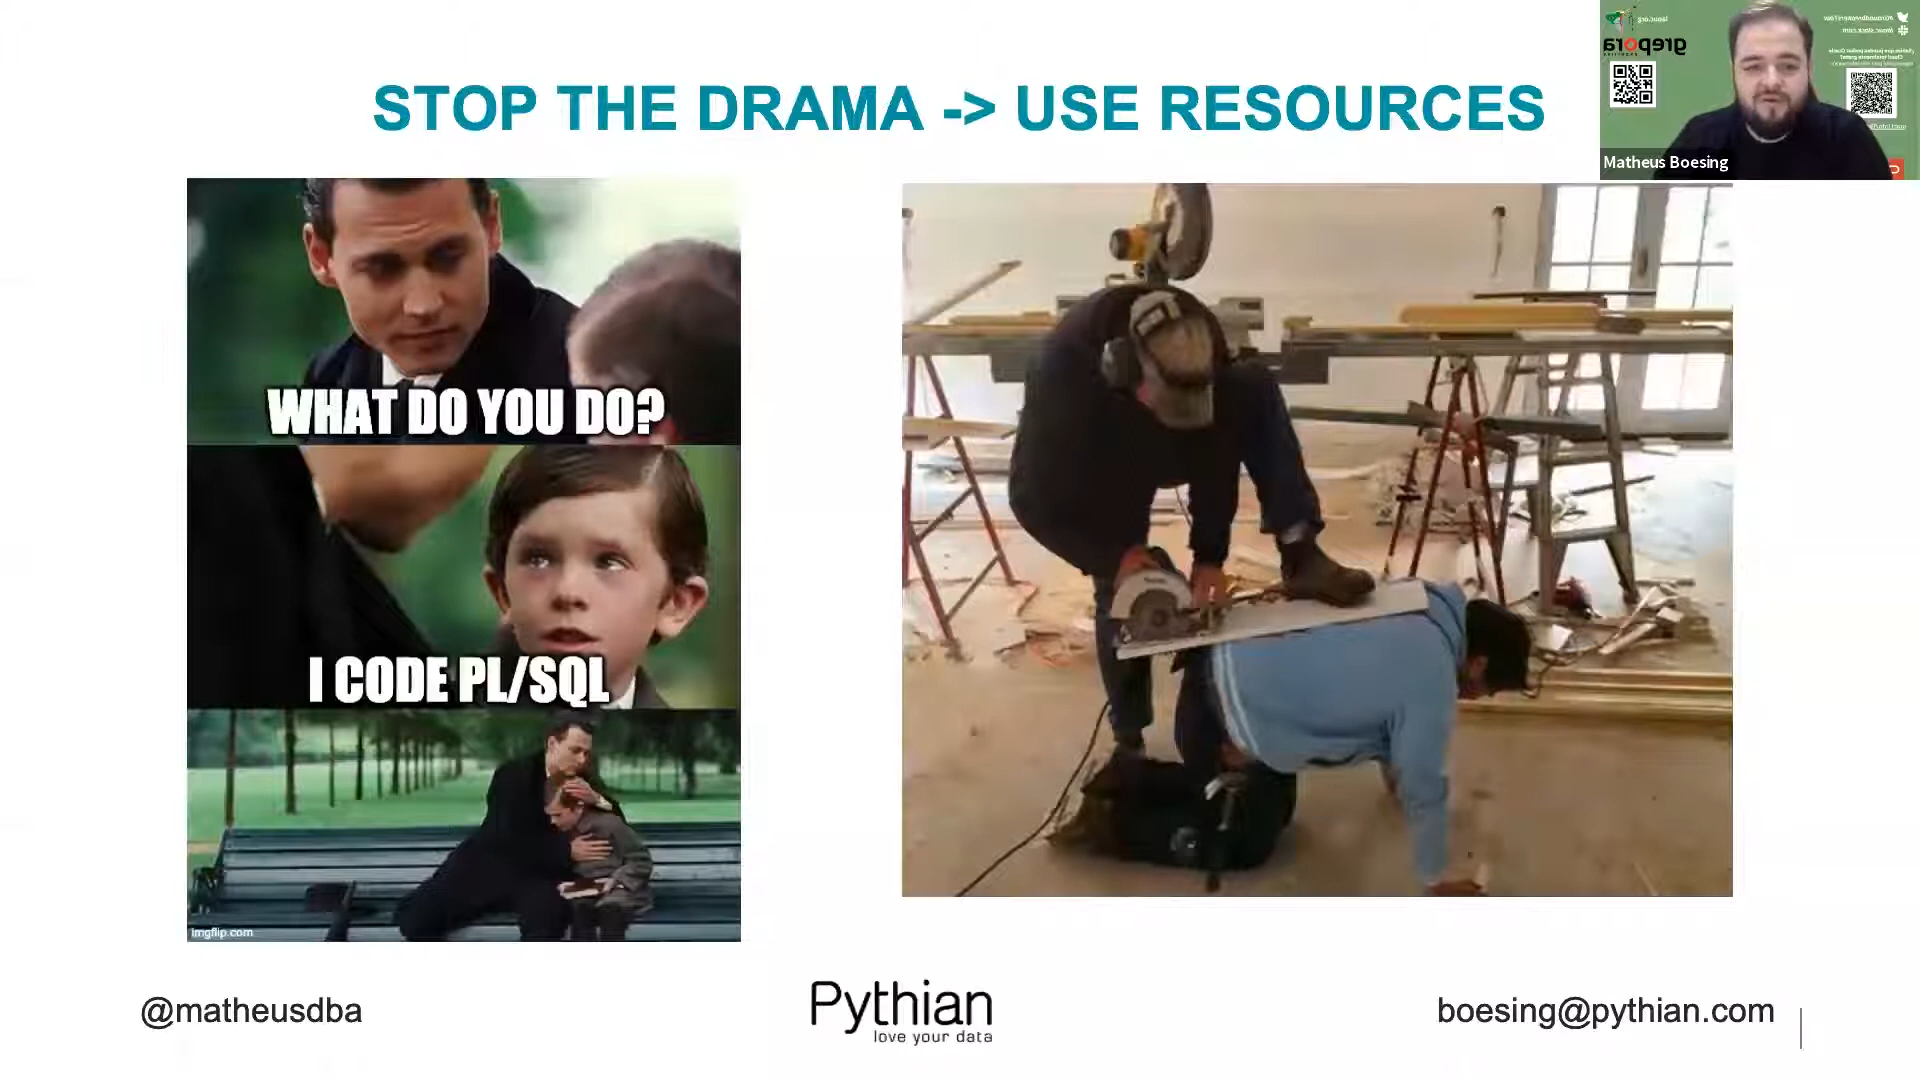 STOP THE DRAMA -> USE RESOURCES
grepora
Matheus Boesing
WHAT DO YOU DO?
I CODE PL/SQL
imgflip.com
@matheusdba
Pythian
love your data
boesing@pythian.com